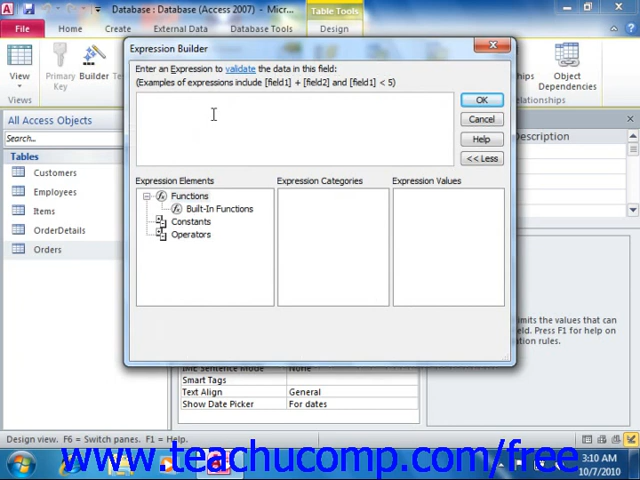 Database : Database (Access 2007) - Micr...
Table Tools
File
Home
Create
External Data
Database Tools
Design
View
Primary
Key
Builder
Te
ships
Object
Dependencies
Views
elationships
All Access Objects
Search...
Tables
Customers
Employees
Items
OrderDetails
Orders
Expression Builder
Enter an Expression to validate the data in this field:
(Examples of expressions include [field1] + [field2] and [field1] < 5)
OK
Cancel
Help
<< Less
Expression Elements
Expression Categories
Expression Values
Functions
Built-In Functions
Constants
Operators
Description
imits the values that can
eld. Press F1 for help on
tion rules.
IME Sentence Mode
None
Smart Tags
Text Align
General
Show Date Picker
For dates
Design view. F6 = Switch panes. F1 = Help.
www.teachucomp.com/free
3:10 AM
10/7/2010